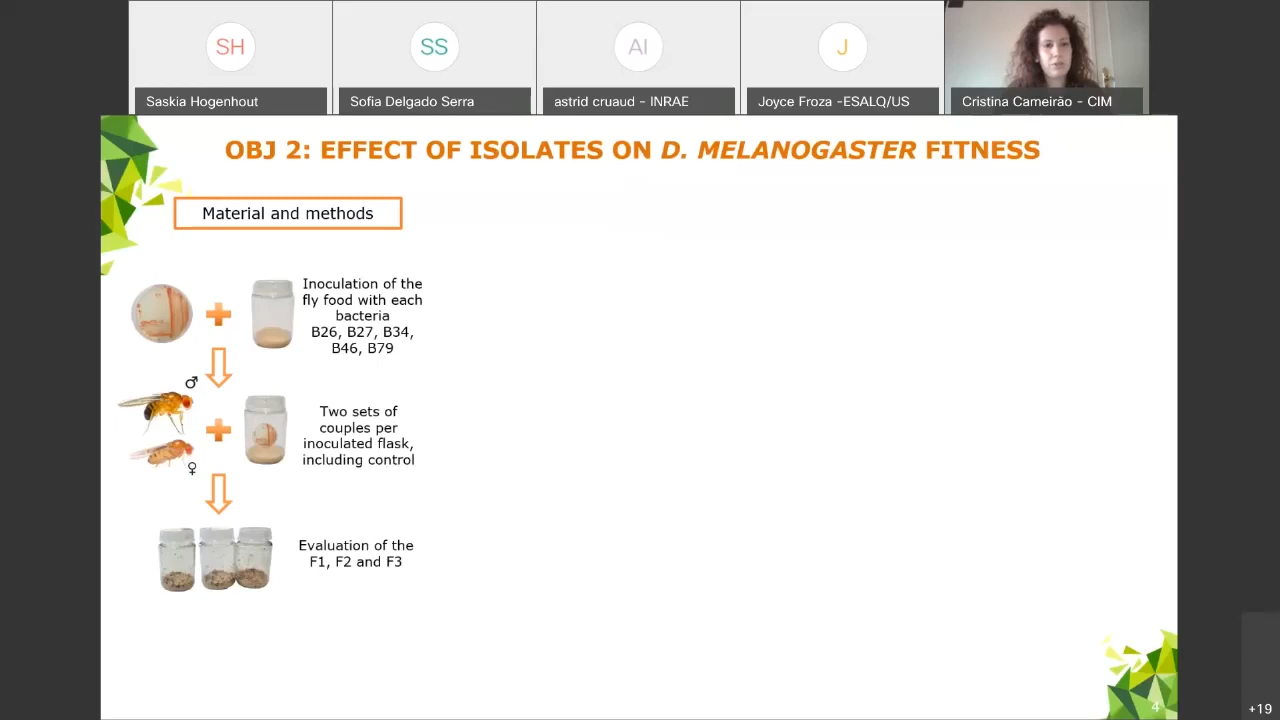 SH
SS
AI
J
Saskia Hogenhout
Sofia Delgado Serra
astrid cruaud - INRAE
Joyce Froza -ESALQ/US
Cristina Cameirão - CIM
OBJ 2: EFFECT OF ISOLATES ON D. MELANOGASTER FITNESS
Material and methods
Inoculation of the
fly food with each
bacteria
B26, B27, B34,
B46, B79
♂
Two sets of
couples per
inoculated flask,
including control
♀
Evaluation of the
F1, F2 and F3
4
+19